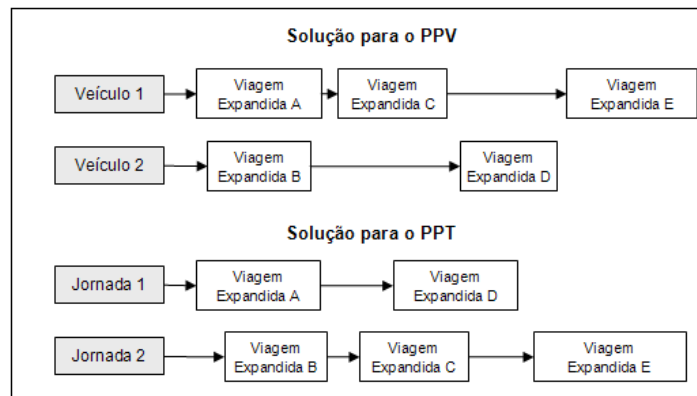 Solução para o PPV
Veículo 1
Viagem
Expandida A
Viagem
Expandida C
Viagem
Expandida E
Veículo 2
Viagem
Expandida B
Viagem
Expandida D
Solução para o PPT
Jornada 1
Viagem
Expandida A
Viagem
Expandida D
Jornada 2
Viagem
Expandida B
Viagem
Expandida C
Viagem
Expandida E